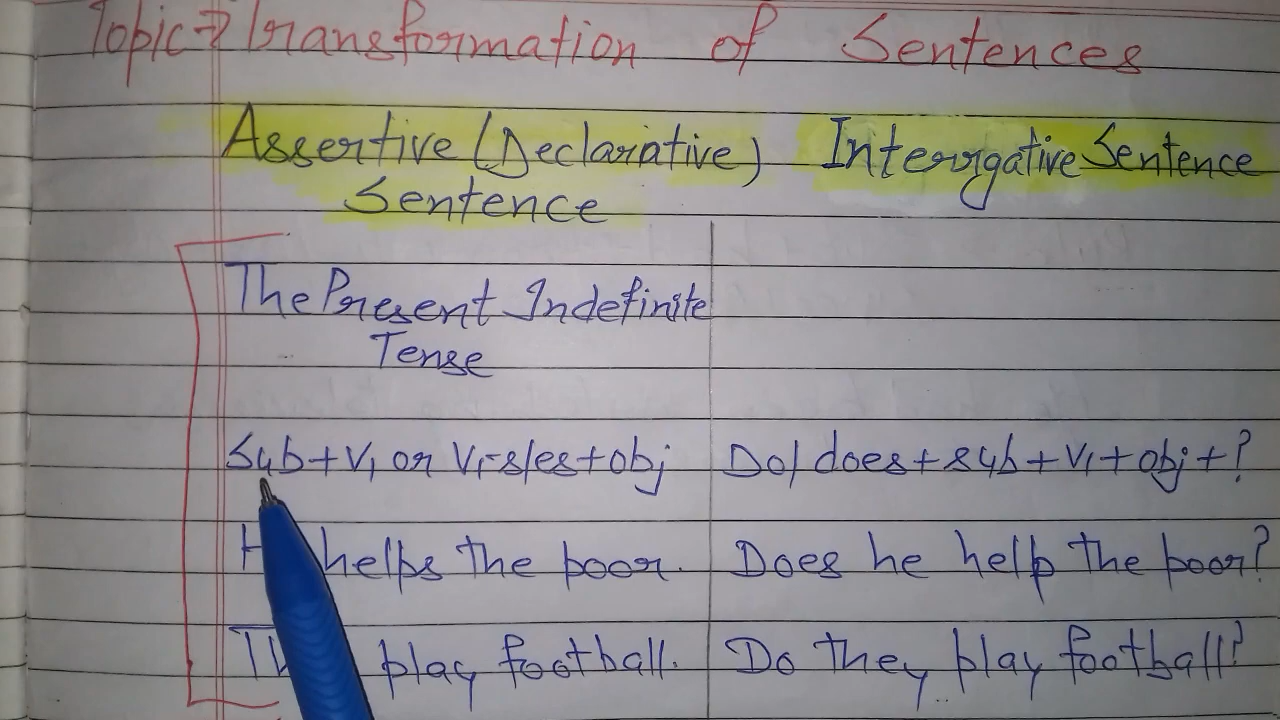 Topic → Transformation of Sentences
Assertive (Declarative) Interrigative Sentence
Sentence
The Present Indefinite
Tense
Sub+V1 or V1-s/es+obj Do/does+sub+V1+obj+?
helps the poor. Does he help the poor?
play football. Do they play football?